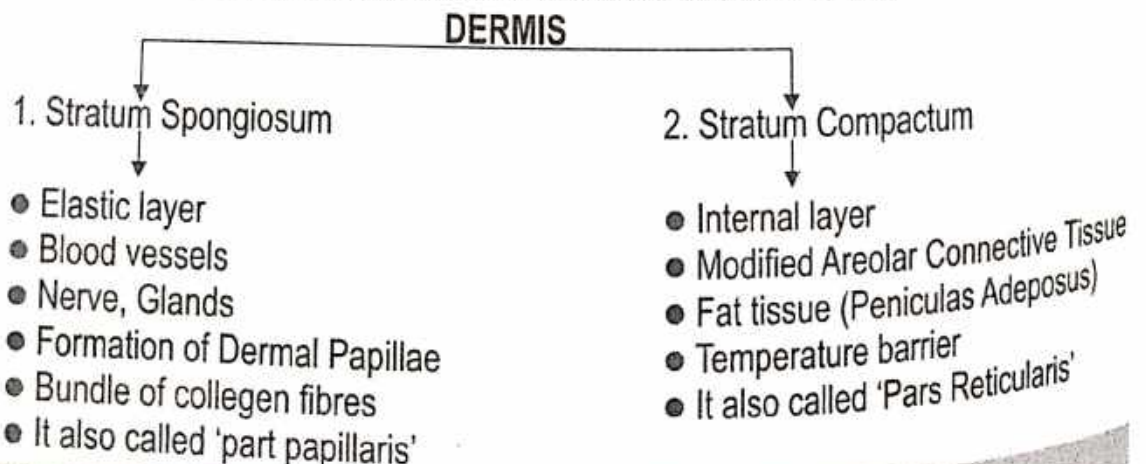 DERMIS
1. Stratum Spongiosum
● Elastic layer
● Blood vessels
● Nerve, Glands
● Formation of Dermal Papillae
● Bundle of collegen fibres
● It also called ‘part papillaris’
2. Stratum Compactum
● Internal layer
● Modified Areolar Connective Tissue
● Fat tissue (Peniculas Adeposus)
● Temperature barrier
● It also called ‘Pars Reticularis’